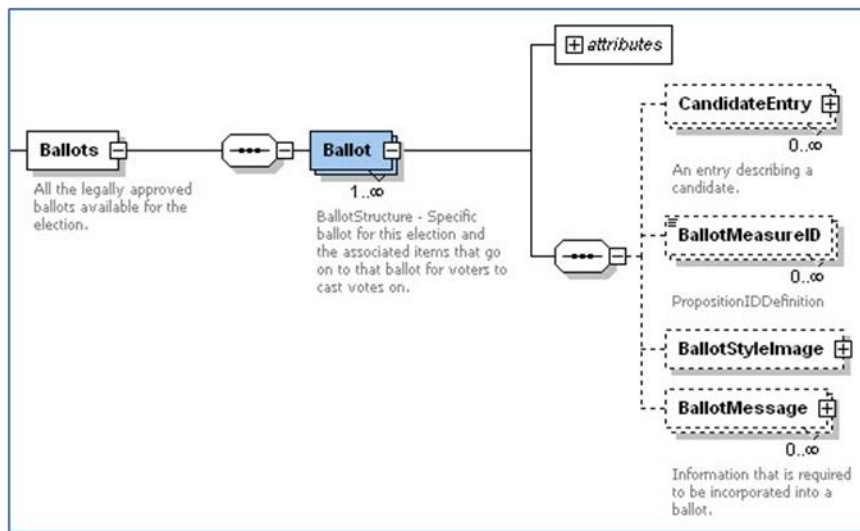 attributes
CandidateEntry
0..∞
An entry describing a
candidate.
Ballots
All the legally approved
ballots available for the
election.
Ballot
1..∞
BallotStructure - Specific
ballot for this election and
the associated items that go
on to that ballot for voters to
cast votes on.
BallotMeasureID
0..∞
PropositionIDDefinition
BallotStyleImage
BallotMessage
0..∞
Information that is required
to be incorporated into a
ballot.